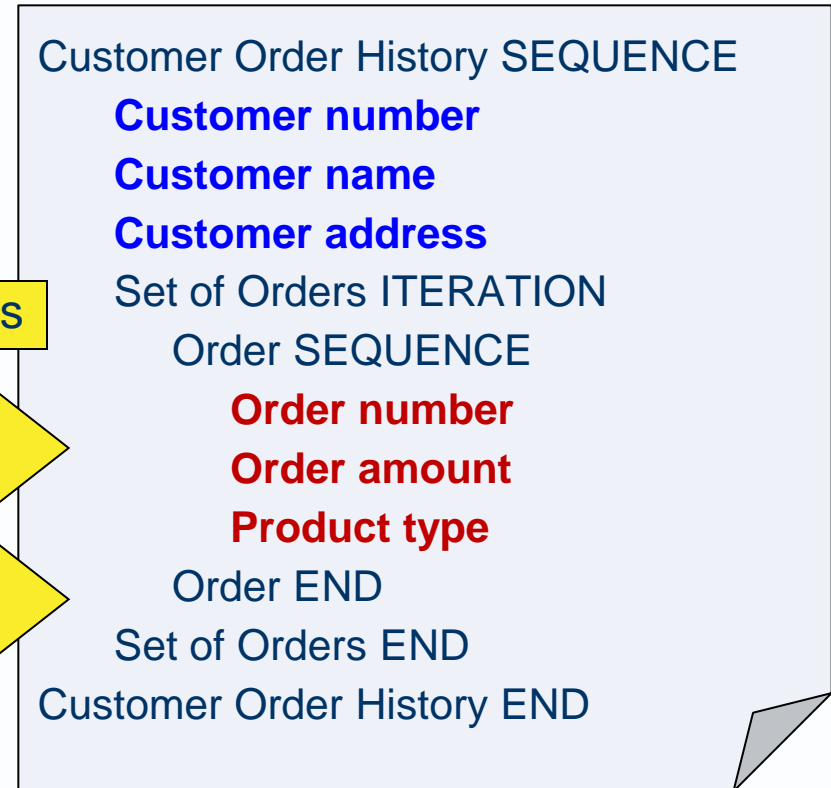 Customer Order History SEQUENCE
Customer number
Customer name
Customer address
Set of Orders ITERATION
Order SEQUENCE
Order number
Order amount
Product type
Order END
Set of Orders END
Customer Order History END